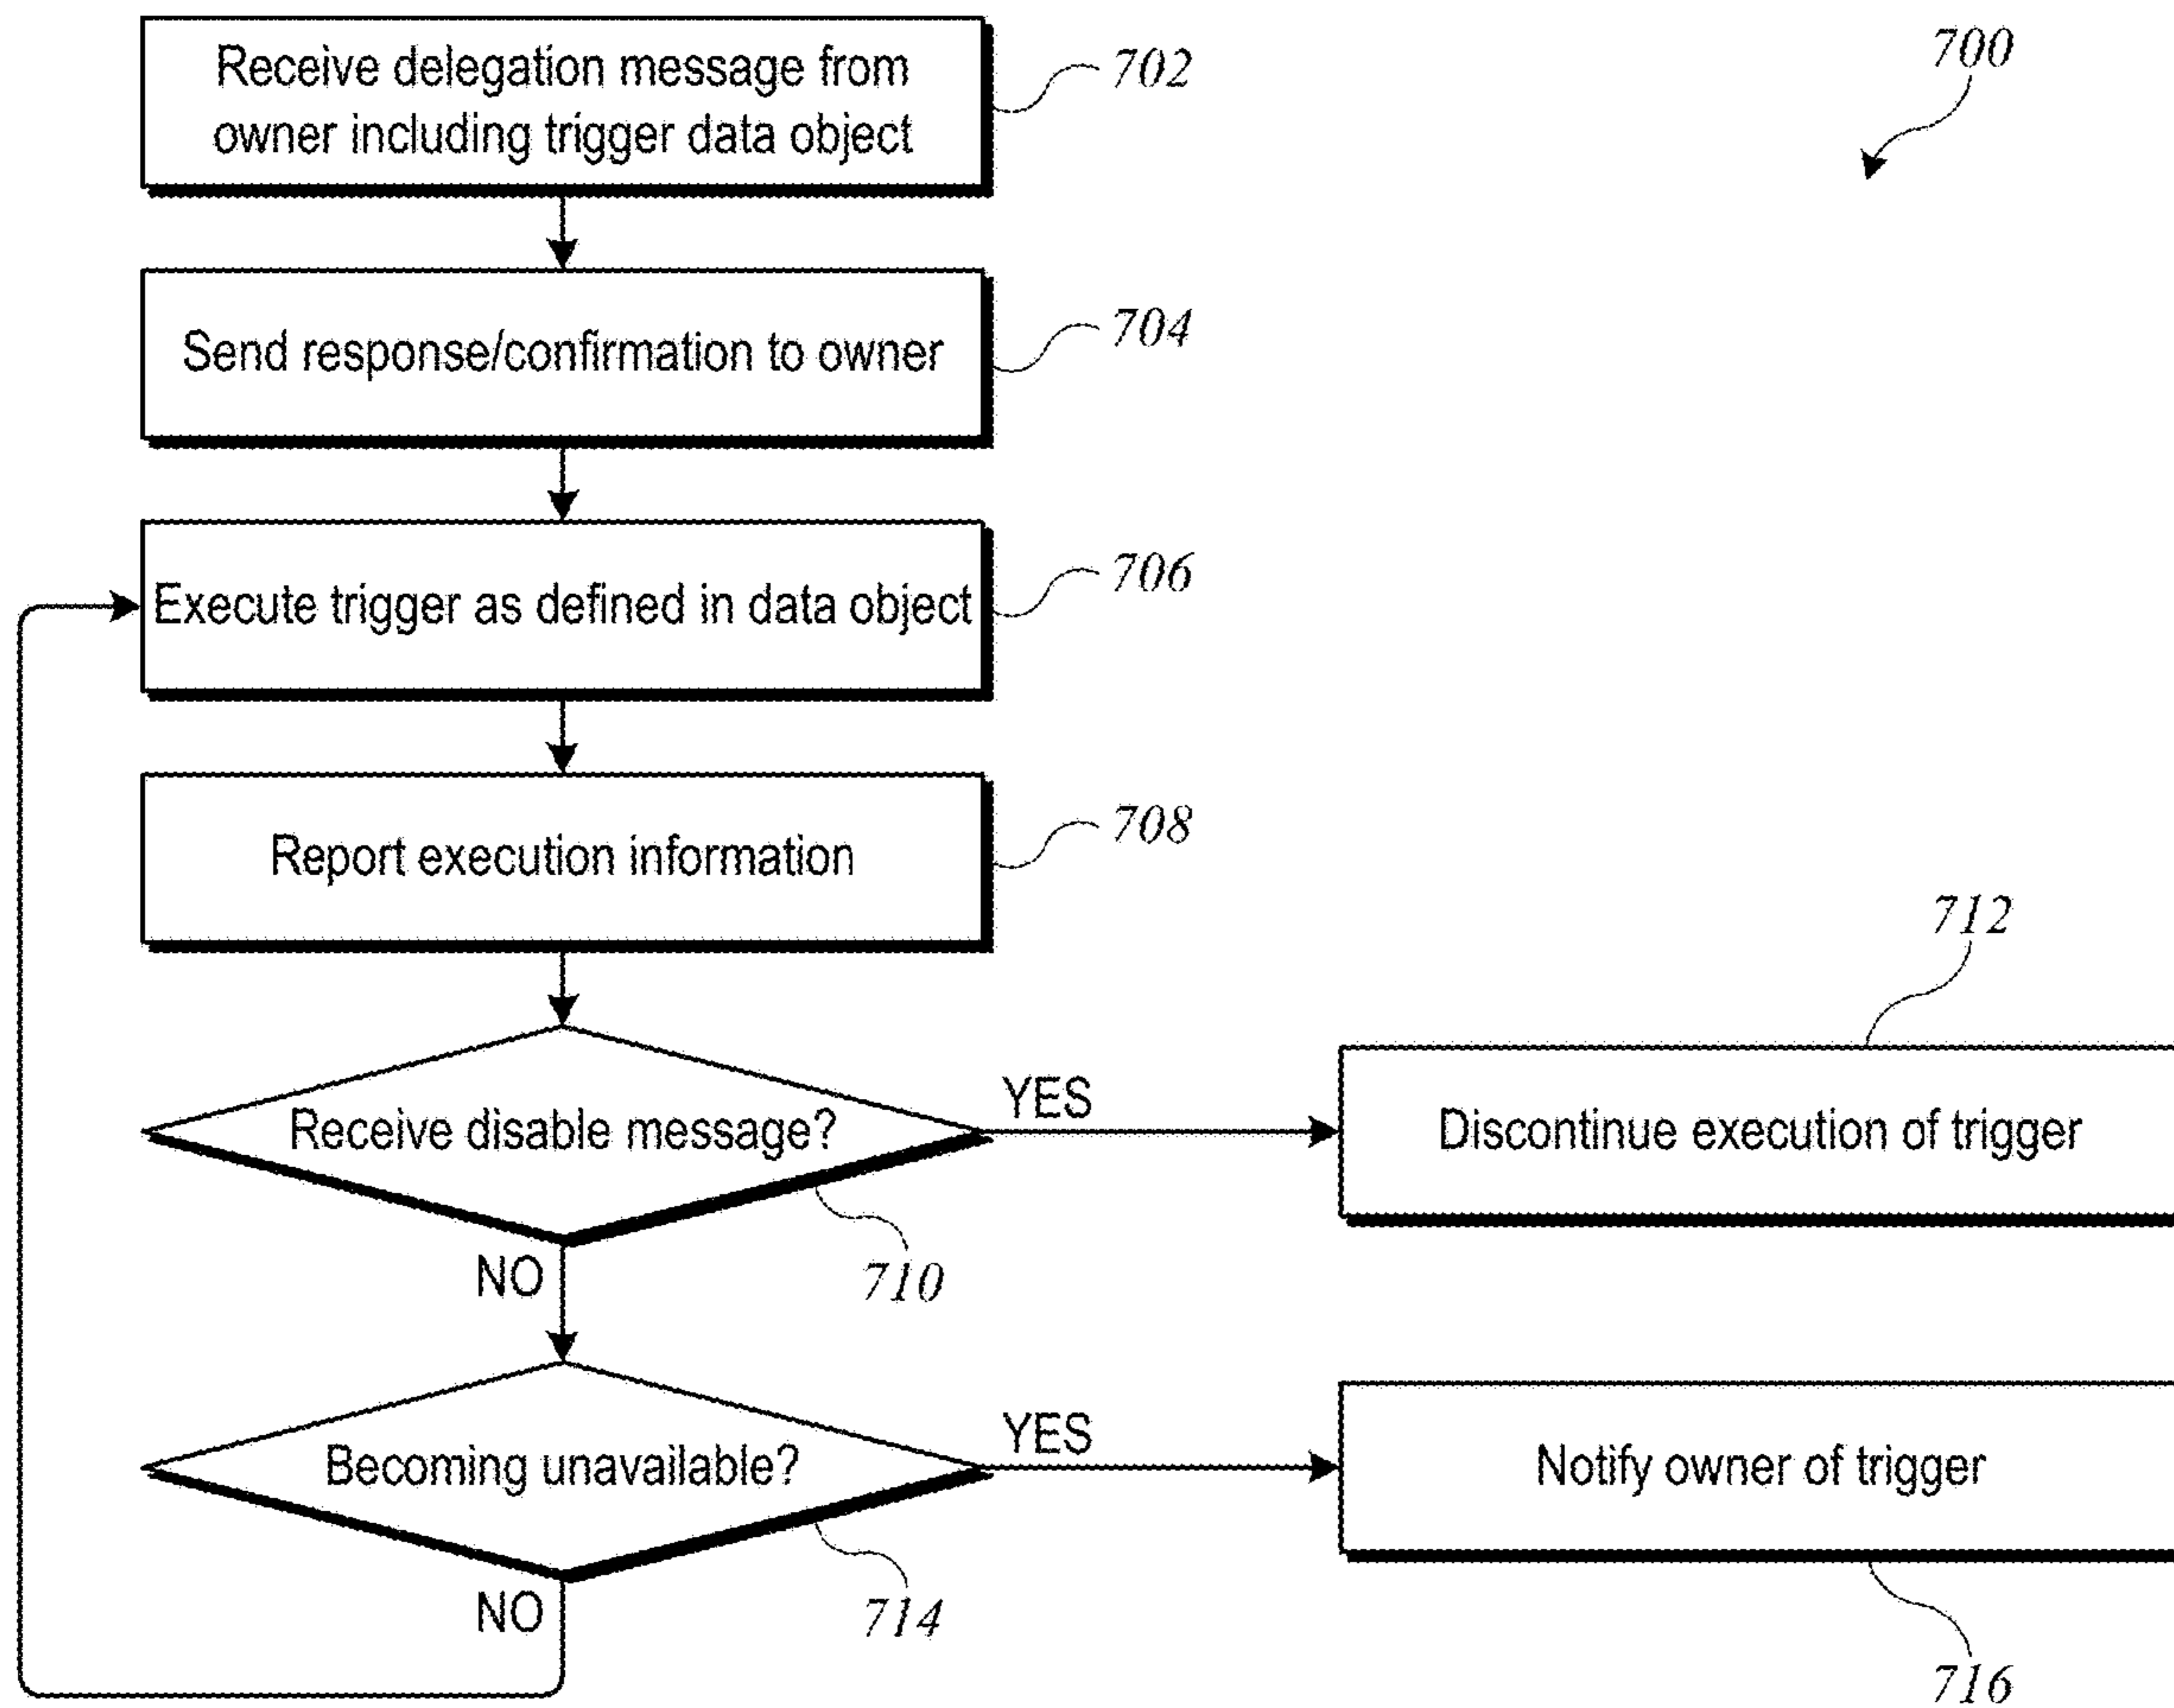 Receive delegation message from
owner including trigger data object
702
700
Send response/confirmation to owner
704
Execute trigger as defined in data object
706
Report execution information
708
712
Receive disable message?
YES
Discontinue execution of trigger
710
NO
Becoming unavailable?
YES
Notify owner of trigger
714
NO
716